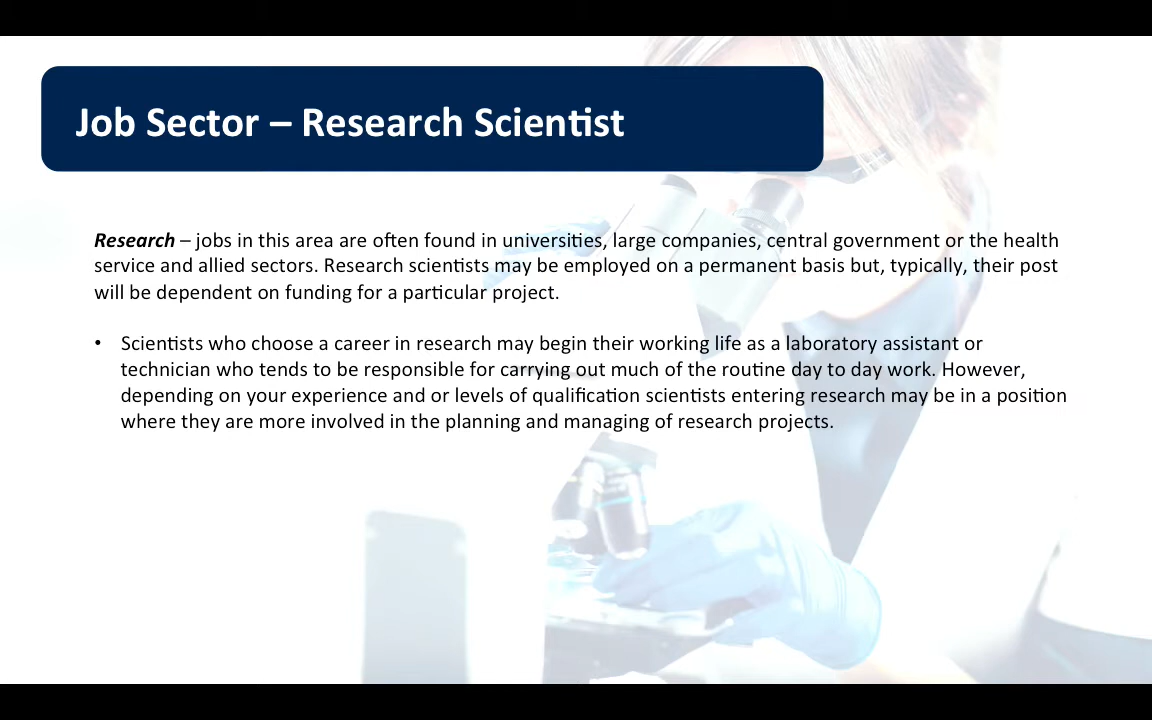 Job Sector – Research Scientist
Research – jobs in this area are often found in universities, large companies, central government or the health
service and allied sectors. Research scientists may be employed on a permanent basis but, typically, their post
will be dependent on funding for a particular project.
• Scientists who choose a career in research may begin their working life as a laboratory assistant or
technician who tends to be responsible for carrying out much of the routine day to day work. However,
depending on your experience and or levels of qualification scientists entering research may be in a position
where they are more involved in the planning and managing of research projects.